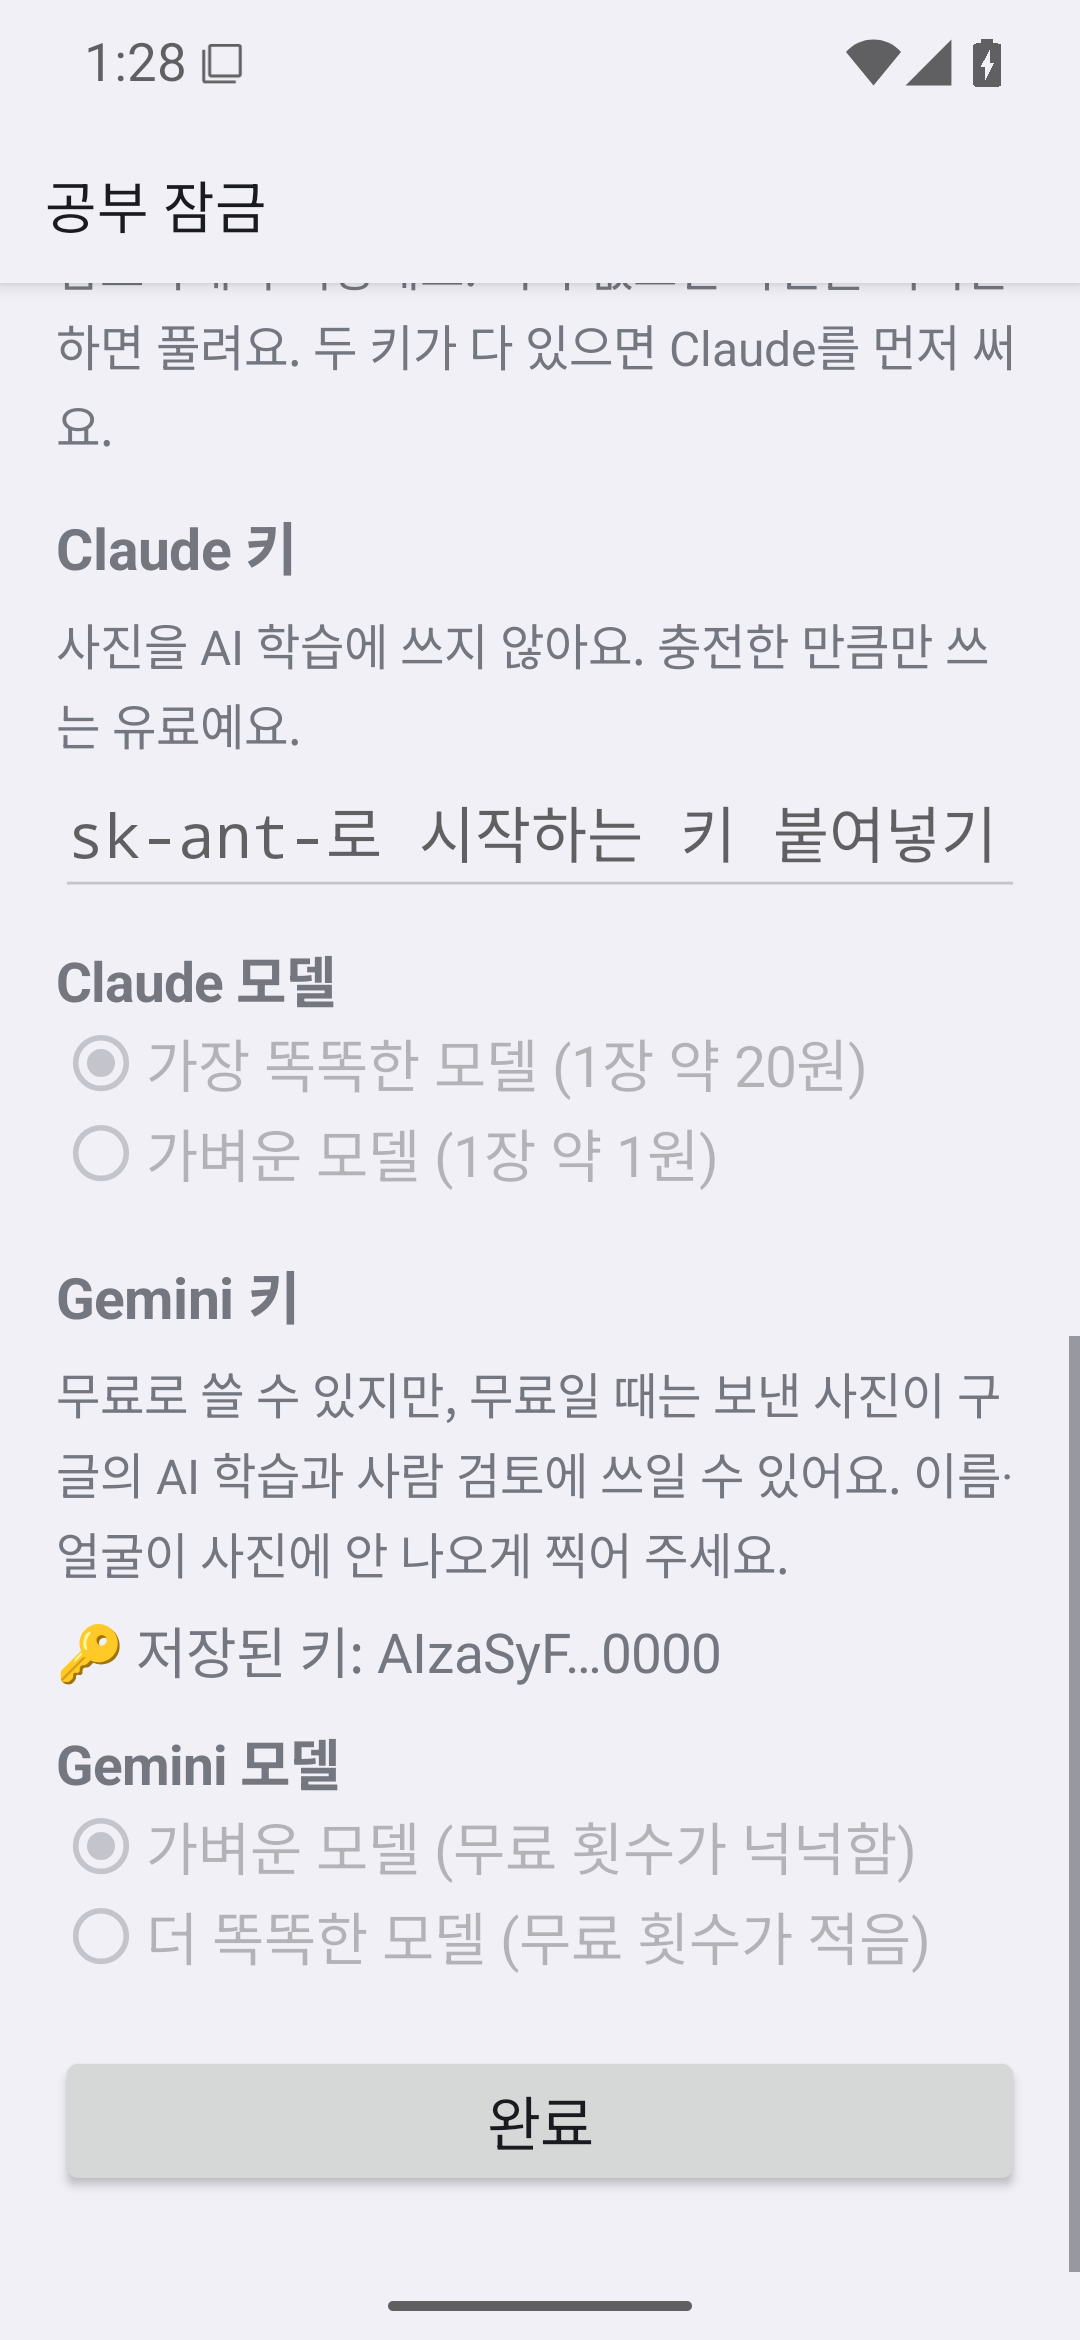 1:28
공부 잠금
하면 풀려요. 두 키가 다 있으면 Claude를 먼저 써
요.
Claude 키
사진을 AI 학습에 쓰지 않아요. 충전한 만큼만 쓰
는 유료예요.
sk-ant-로 시작하는 키 붙여넣기
Claude 모델
가장 똑똑한 모델 (1장 약 20원)
가벼운 모델 (1장 약 1원)
Gemini 키
무료로 쓸 수 있지만, 무료일 때는 보낸 사진이 구
글의 AI 학습과 사람 검토에 쓰일 수 있어요. 이름·
얼굴이 사진에 안 나오게 찍어 주세요.
🔑 저장된 키: AIzaSyF…0000
Gemini 모델
가벼운 모델 (무료 횟수가 넉넉함)
더 똑똑한 모델 (무료 횟수가 적음)
완료